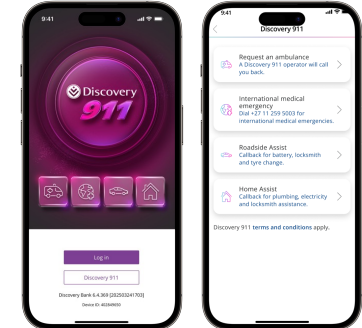 9:41
Discovery
911
Log in
Discovery 911
Discovery Bank 6.4.369 [202503241703]
Device ID: 402849650
9:41
Discovery 911
Request an ambulance
A Discovery 911 operator will call
you back.
International medical
emergency
Dial +27 11 259 5003 for
international medical emergencies.
Roadside Assist
Callback for battery, locksmith
and tyre change.
Home Assist
Callback for plumbing, electricity
and locksmith assistance.
Discovery 911 terms and conditions apply.